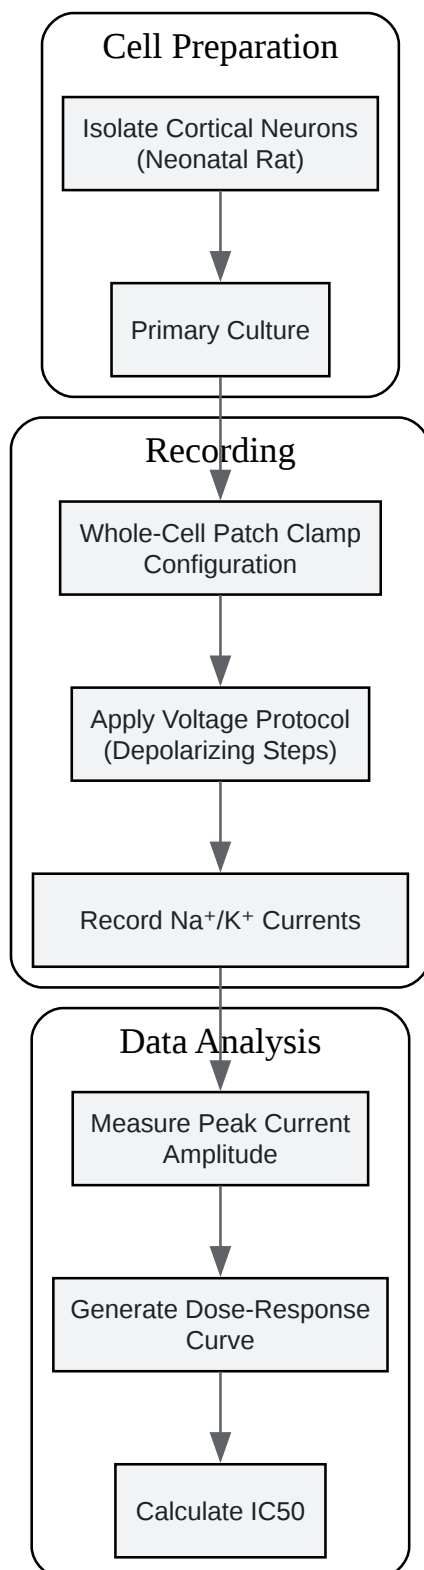 Cell Preparation
Isolate Cortical Neurons
(Neonatal Rat)
Primary Culture
Recording
Whole-Cell Patch Clamp
Configuration
Apply Voltage Protocol
(Depolarizing Steps)
Record Na⁺/K⁺ Currents
Data Analysis
Measure Peak Current
Amplitude
Generate Dose-Response
Curve
Calculate IC50